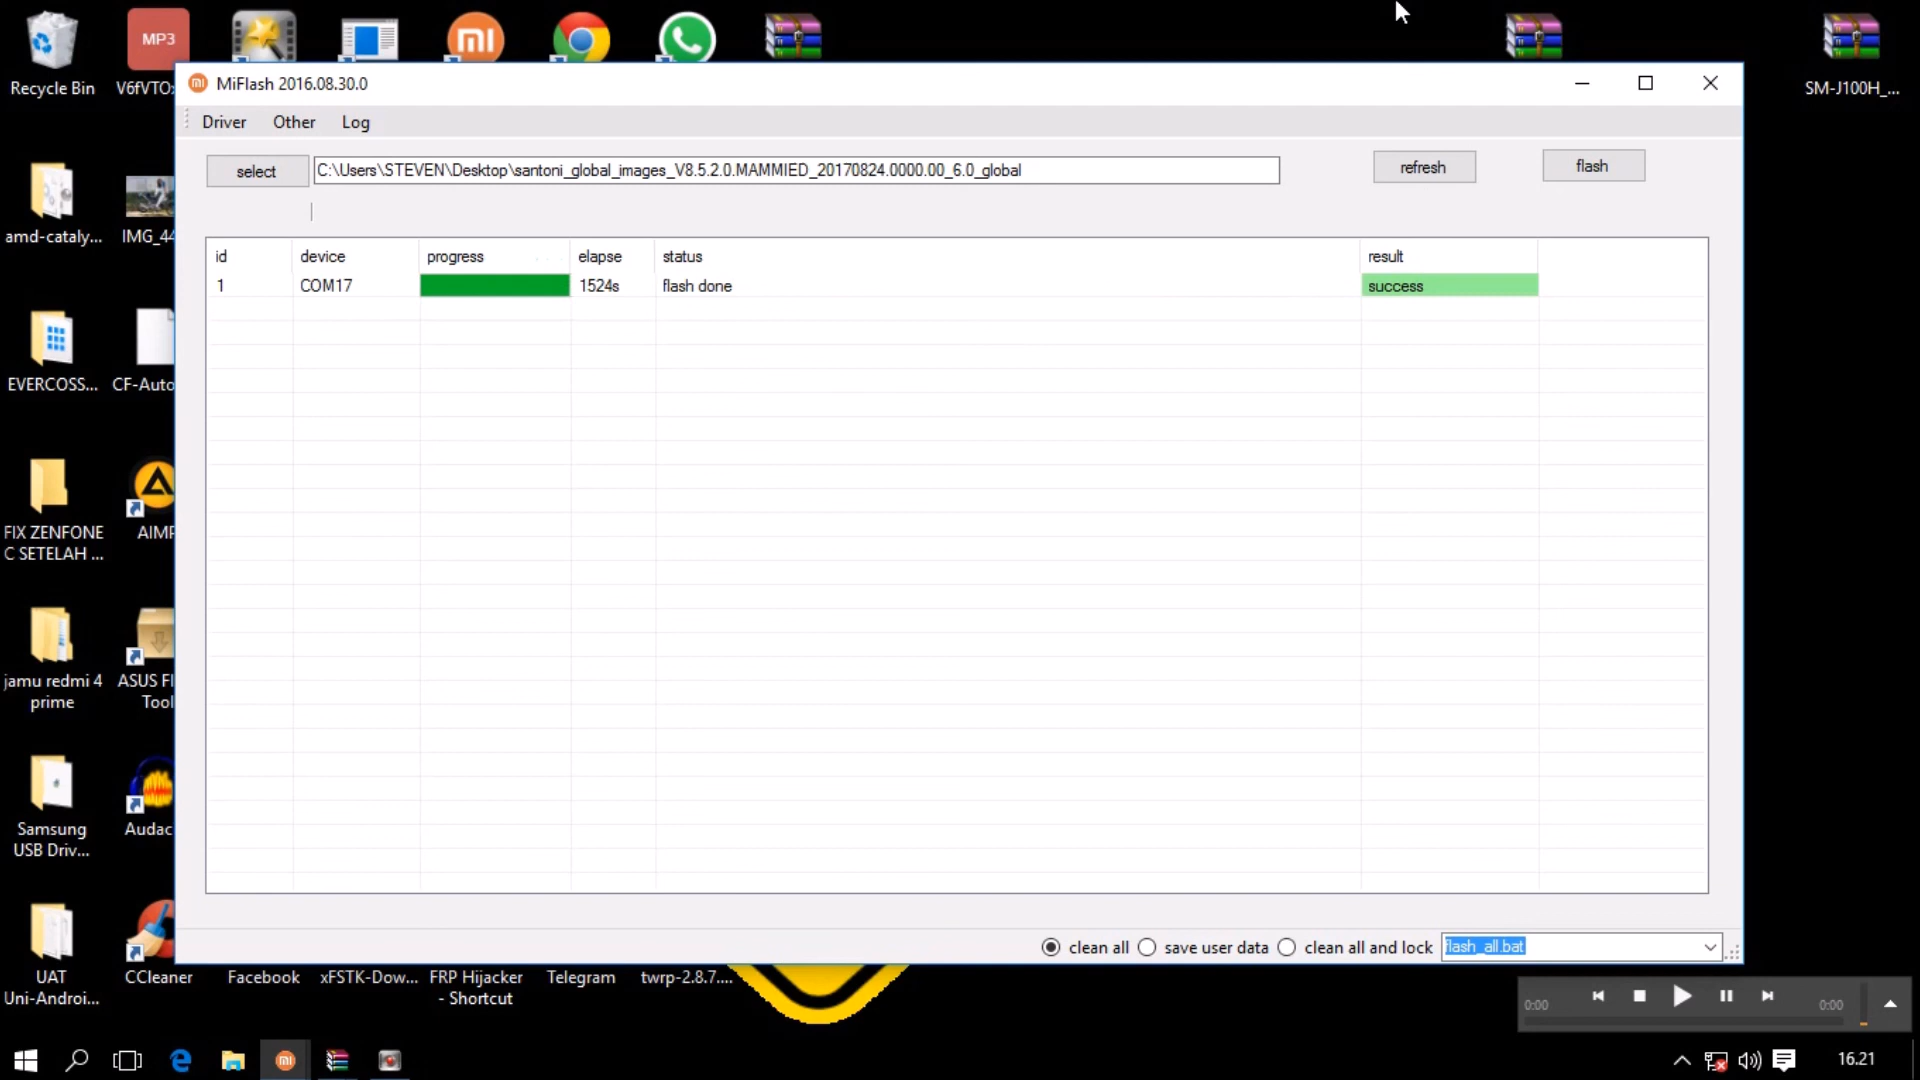 MP3
Recycle Bin
V6fVTO
SM-J100H_...
MiFlash 2016.08.30.0
Driver Other Log
select
C:\Users\STEVEN\Desktop\santoni_global_images_V8.5.2.0.MAMMIED_20170824.0000.00_6.0_global
refresh
flash
id device progress elapse status result
1 COM17 1524s flash done success
amd-cataly...
IMG_44
EVERCOSS...
CF-Auto
FIX ZENFONE
C SETELAH ...
AIMP
jamu redmi 4
prime
ASUS Fl
Tool
Samsung
USB Driv...
Audac
UAT
Uni-Androi...
CCleaner
Facebook
xFSTK-Dow...
FRP Hijacker
- Shortcut
Telegram
twrp-2.8.7....
clean all save user data clean all and lock flash_all.bat
0:00
0:00
16.21